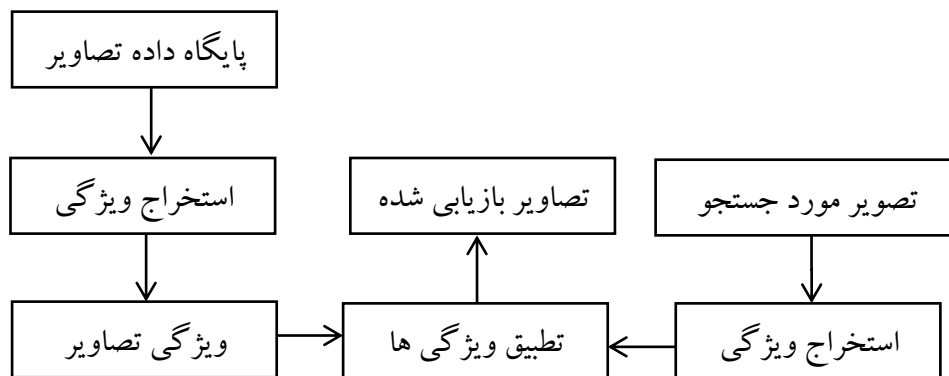 پایگاه داده تصاویر
تصویر مورد جستجو
تصاویر بازیابی شده
استخراج ویژگی
استخراج ویژگی
تطبیق ویژگی ها
ویژگی تصاویر